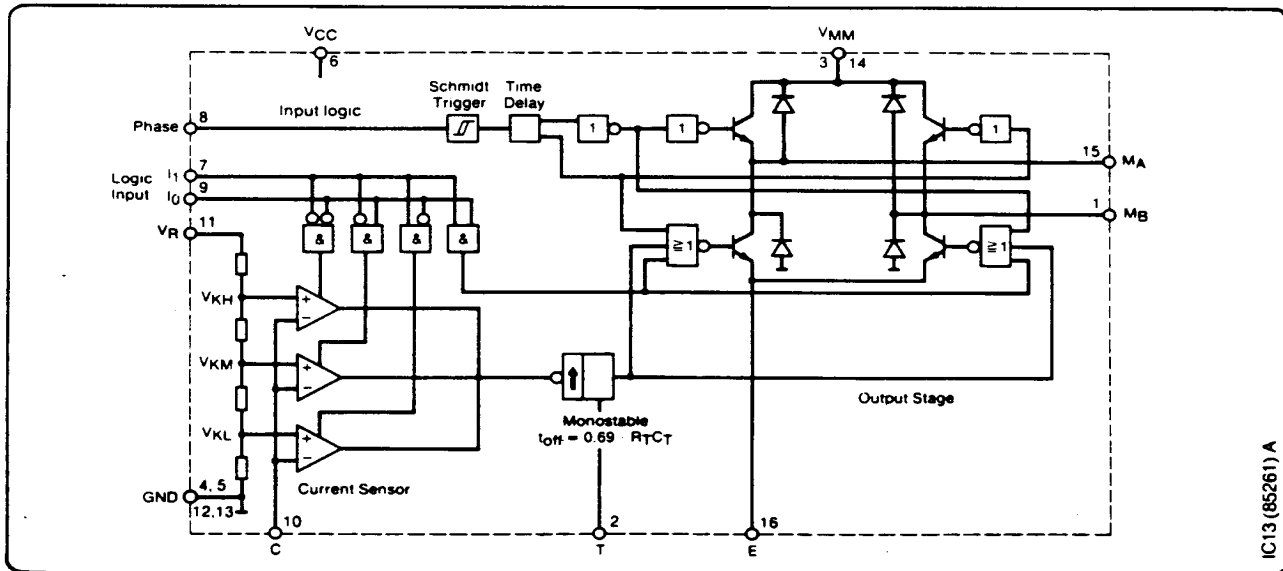 VCC
6
VMM
3 14
Schmidt
Trigger
Time
Delay
Input logic
8
Phase
1
1
1
7
I1
Logic
Input
9
I0
15
MA
1
MB
11
VR
&
&
&
&
≥ 1
≥ 1
VKH
+
−
VKM
+
−
VKL
+
−
Output Stage
Monostable
toff = 0.69 · RTCT
Current Sensor
GND
4, 5
12,13
10
C
2
T
16
E
IC13 (85261) A